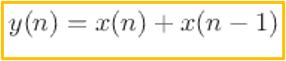 y(n) = x(n) + x(n − 1)